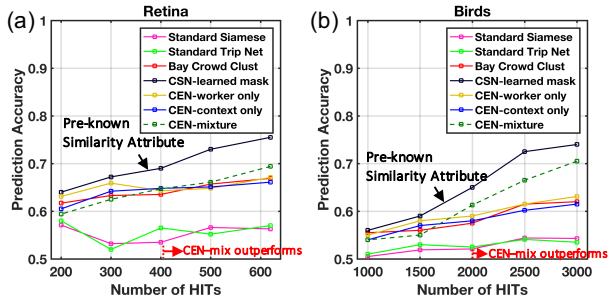 (a)
Retina
Prediction Accuracy
1
0.9
0.8
0.7
0.6
0.5
Standard Siamese
Standard Trip Net
Bay Crowd Clust
CSN-learned mask
CEN-worker only
CEN-context only
CEN-mixture
Pre-known
Similarity Attribute
CEN-mix outperforms
200 300 400 500 600
Number of HITs
(b)
Birds
Prediction Accuracy
1
0.9
0.8
0.7
0.6
0.5
Standard Siamese
Standard Trip Net
Bay Crowd Clust
CSN-learned mask
CEN-worker only
CEN-context only
CEN-mixture
Pre-known
Similarity Attribute
CEN-mix outperforms
1000 1500 2000 2500 3000
Number of HITs